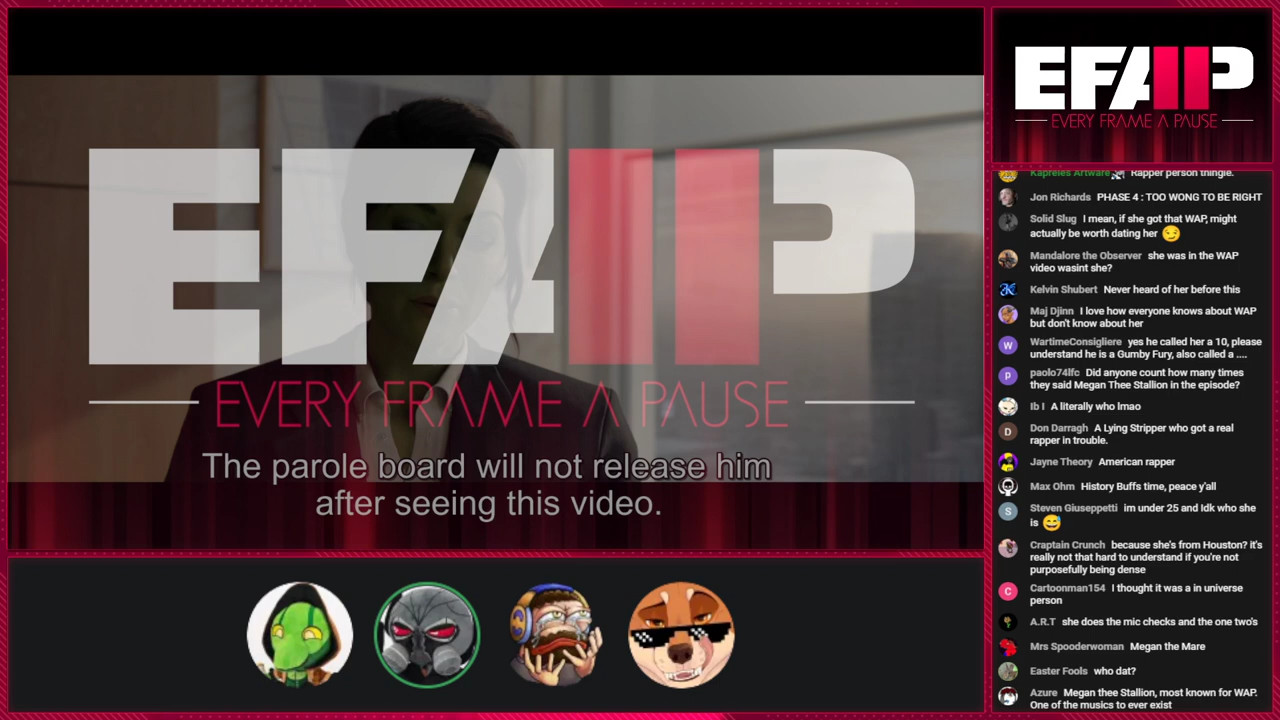 EFAP
EVERY FRAME A PAUSE
The parole board will not release him
after seeing this video.
EFAP
EVERY FRAME A PAUSE
Kapreles Artware Rapper person thingie.
Jon Richards PHASE 4 : TOO WONG TO BE RIGHT
Solid Slug I mean, if she got that WAP, might
actually be worth dating her 😏
Mandalore the Observer she was in the WAP
video wasint she?
Kelvin Shubert Never heard of her before this
Maj Djinn I love how everyone knows about WAP
but don't know about her
W
WartimeConsigliere yes he called her a 10, please
understand he is a Gumby Fury, also called a ....
P
paolo74lfc Did anyone count how many times
they said Megan Thee Stallion in the episode?
Ib I A literally who lmao
D
Don Darragh A Lying Stripper who got a real
rapper in trouble.
Jayne Theory American rapper
Max Ohm History Buffs time, peace y'all
S
Steven Giuseppetti im under 25 and Idk who she
is 😅
Craptain Crunch because she's from Houston? it's
really not that hard to understand if you're not
purposefully being dense
C
Cartoonman154 I thought it was a in universe
person
A.R.T she does the mic checks and the one two's
Mrs Spooderwoman Megan the Mare
Easter Fools who dat?
Azure Megan thee Stallion, most known for WAP.
One of the musics to ever exist